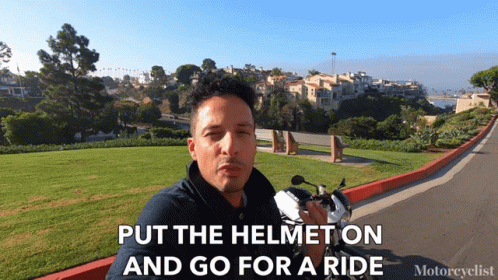 PUT THE HELMET ON
AND GO FOR A RIDE
Motorcyclist